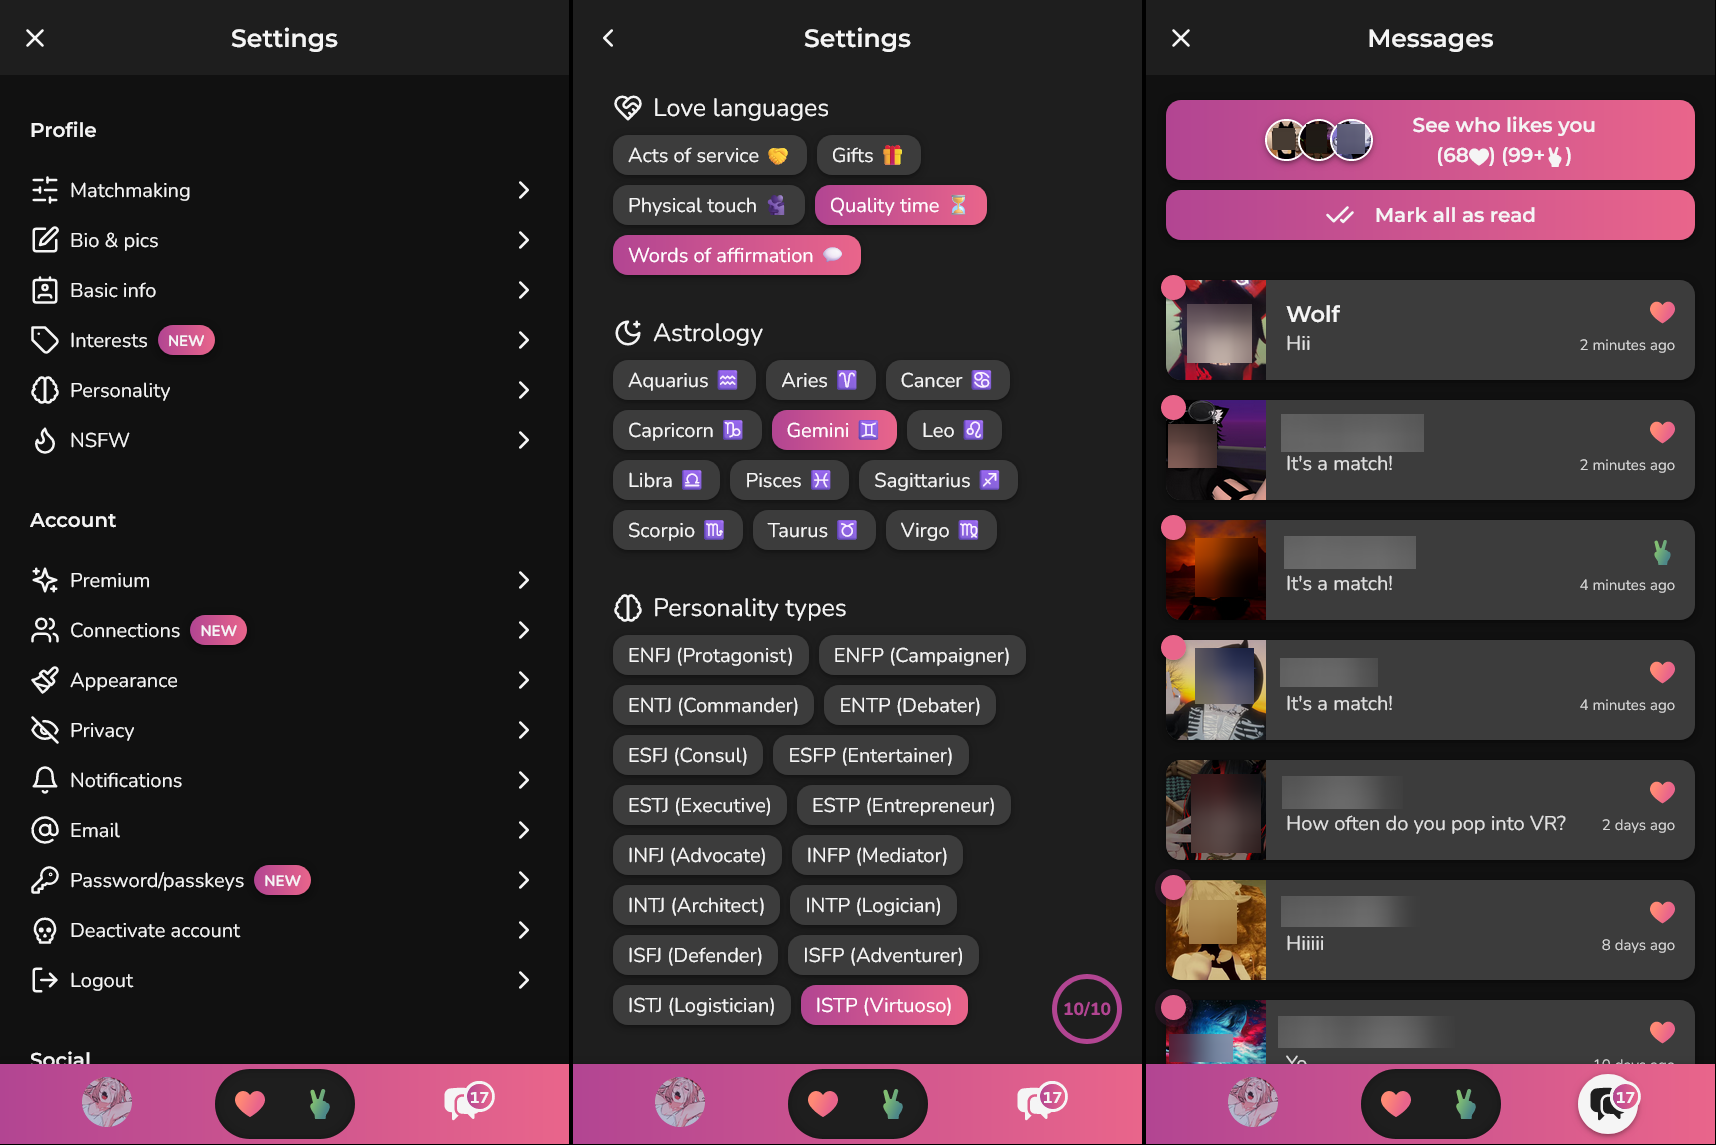 Settings
Profile
Matchmaking
Bio & pics
Basic info
Interests NEW
Personality
NSFW
Account
Premium
Connections NEW
Appearance
Privacy
Notifications
Email
Password/passkeys NEW
Deactivate account
Logout
Social
17
Settings
Love languages
Acts of service Gifts
Physical touch Quality time
Words of affirmation
Astrology
Aquarius Aries Cancer
Capricorn Gemini Leo
Libra Pisces Sagittarius
Scorpio Taurus Virgo
Personality types
ENFJ (Protagonist) ENFP (Campaigner)
ENTJ (Commander) ENTP (Debater)
ESFJ (Consul) ESFP (Entertainer)
ESTJ (Executive) ESTP (Entrepreneur)
INFJ (Advocate) INFP (Mediator)
INTJ (Architect) INTP (Logician)
ISFJ (Defender) ISFP (Adventurer)
ISTJ (Logistician) ISTP (Virtuoso)
10/10
17
Messages
See who likes you
(68🤍) (99+✌)
Mark all as read
Wolf
Hii
2 minutes ago
It's a match!
2 minutes ago
It's a match!
4 minutes ago
It's a match!
4 minutes ago
How often do you pop into VR?
2 days ago
Hiiiii
8 days ago
Yo
10 days ago
17